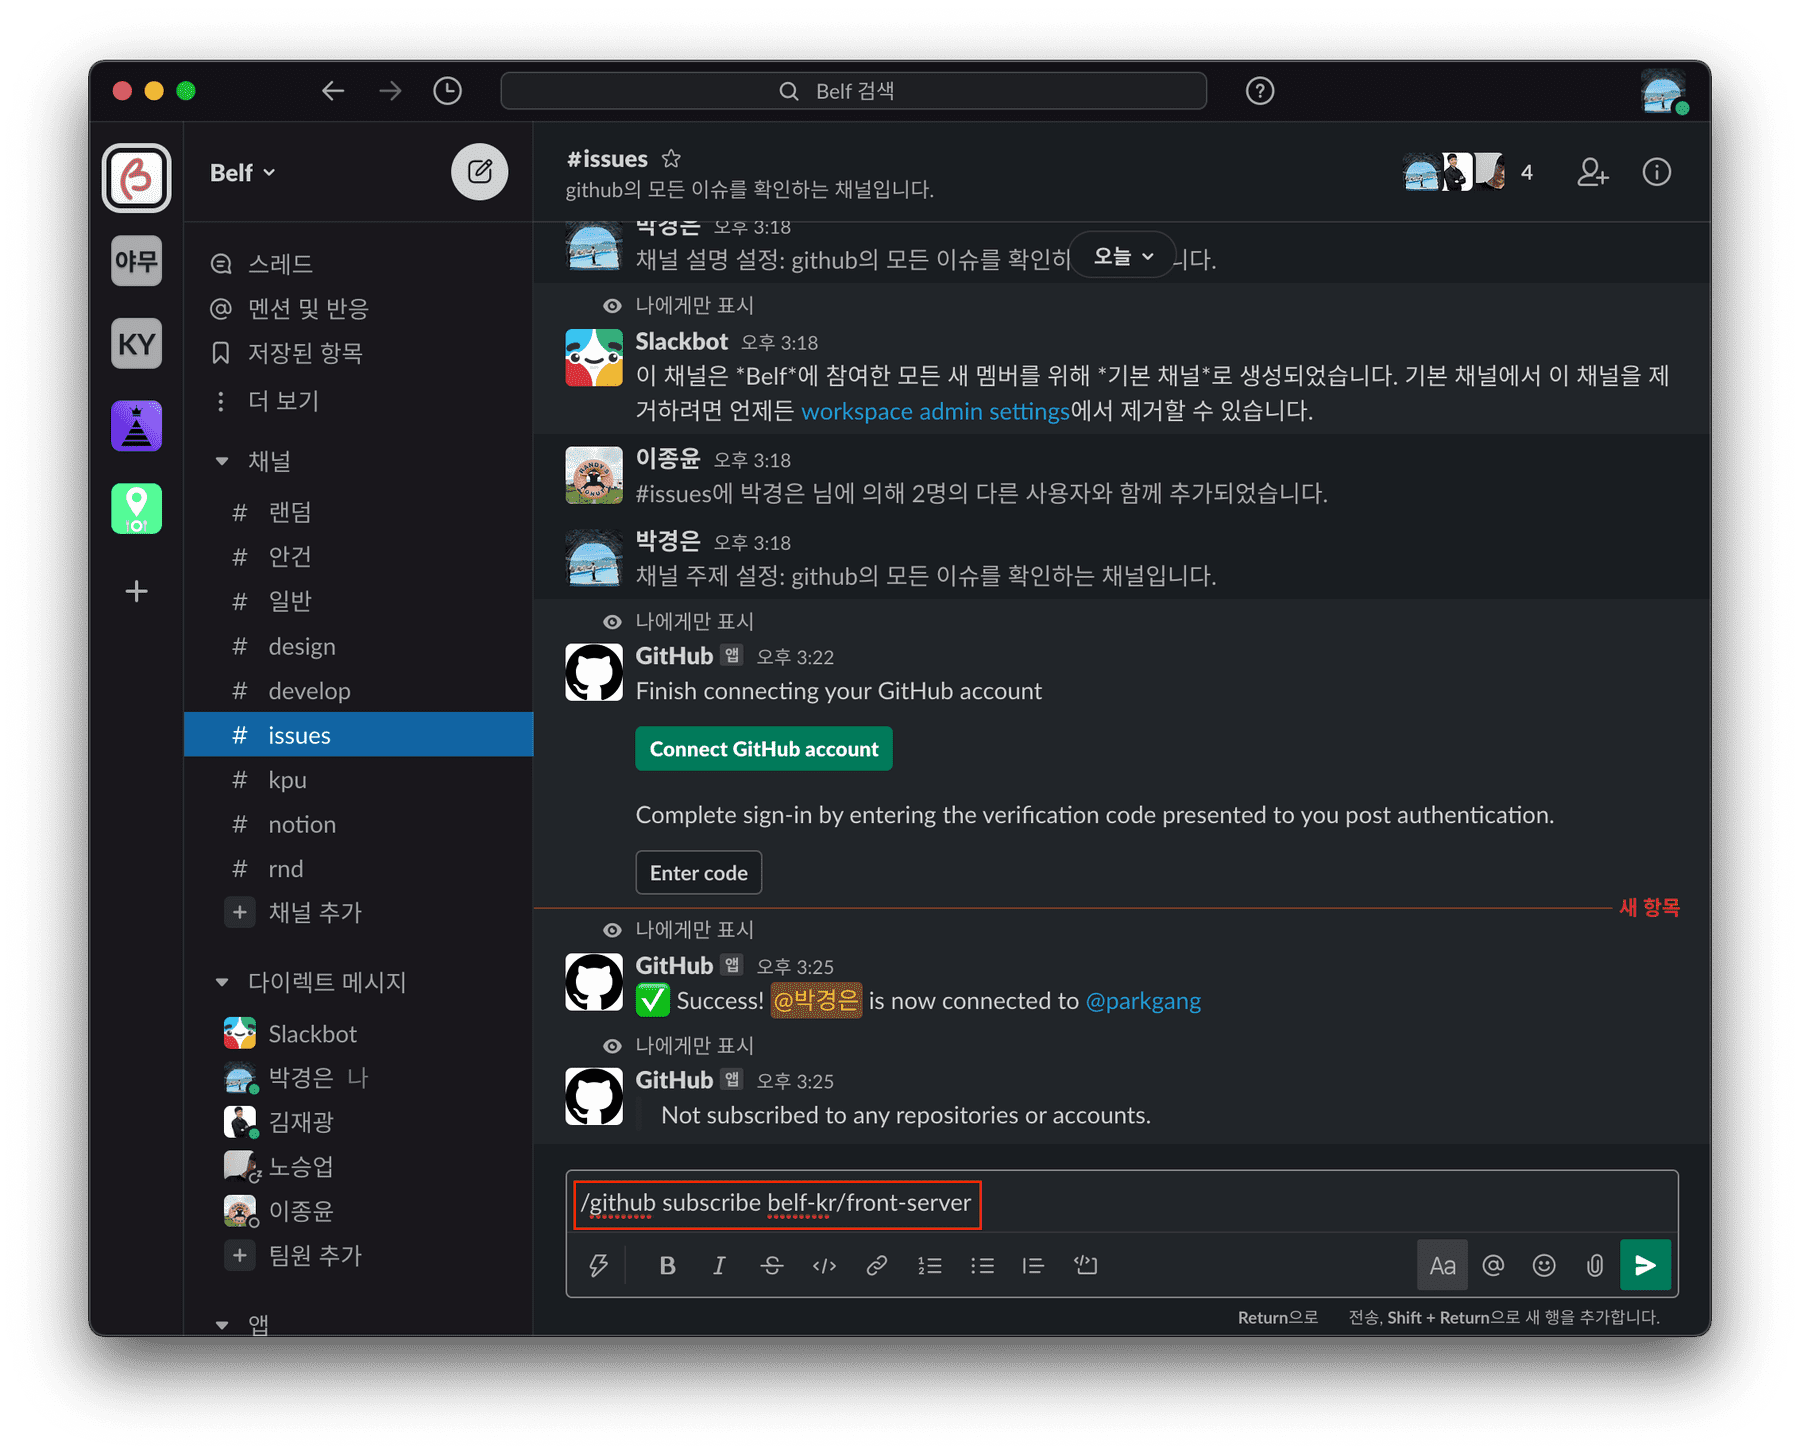 Belf 검색
Belf
야무
KY
스레드
멘션 및 반응
저장된 항목
더 보기
채널
# 랜덤
# 안건
# 일반
# design
# develop
# issues
# kpu
# notion
# rnd
+ 채널 추가
다이렉트 메시지
Slackbot
박경은 나
김재광
노승업
이종윤
+ 팀원 추가
앱
#issues
github의 모든 이슈를 확인하는 채널입니다.
4
박경은 오후 3:18
채널 설명 설정: github의 모든 이슈를 확인하
오늘
니다.
나에게만 표시
Slackbot 오후 3:18
이 채널은 *Belf*에 참여한 모든 새 멤버를 위해 *기본 채널*로 생성되었습니다. 기본 채널에서 이 채널을 제
거하려면 언제든 workspace admin settings에서 제거할 수 있습니다.
이종윤 오후 3:18
#issues에 박경은 님에 의해 2명의 다른 사용자와 함께 추가되었습니다.
박경은 오후 3:18
채널 주제 설정: github의 모든 이슈를 확인하는 채널입니다.
나에게만 표시
GitHub 앱 오후 3:22
Finish connecting your GitHub account
Connect GitHub account
Complete sign-in by entering the verification code presented to you post authentication.
Enter code
새 항목
나에게만 표시
GitHub 앱 오후 3:25
Success! @박경은 is now connected to @parkgang
나에게만 표시
GitHub 앱 오후 3:25
Not subscribed to any repositories or accounts.
/github subscribe belf-kr/front-server
B I S Aa @
Return으로 전송, Shift + Return으로 새 행을 추가합니다.